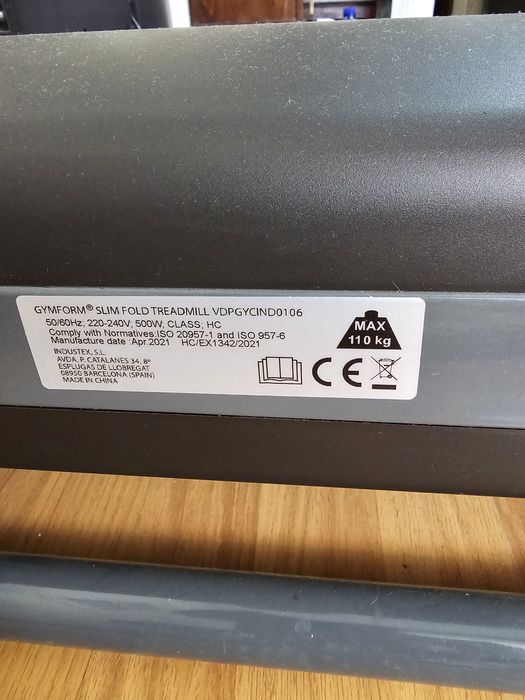 GYMFORM® SLIM FOLD TREADMILL VDPGYCIND0106
50/60Hz; 220-240V; 500W, CLASS; HC
Comply with Normatives:ISO 20957-1 and ISO 957-6
Manufacture date :Apr.2021 HC/EX1342/2021
INDUSTEX, S.L.
AVDA. P. CATALANES 34, 8º
ESPLUGAS DE LLOBREGAT
08950 BARCELONA (SPAIN)
MADE IN CHINA
MAX
110 kg
CE